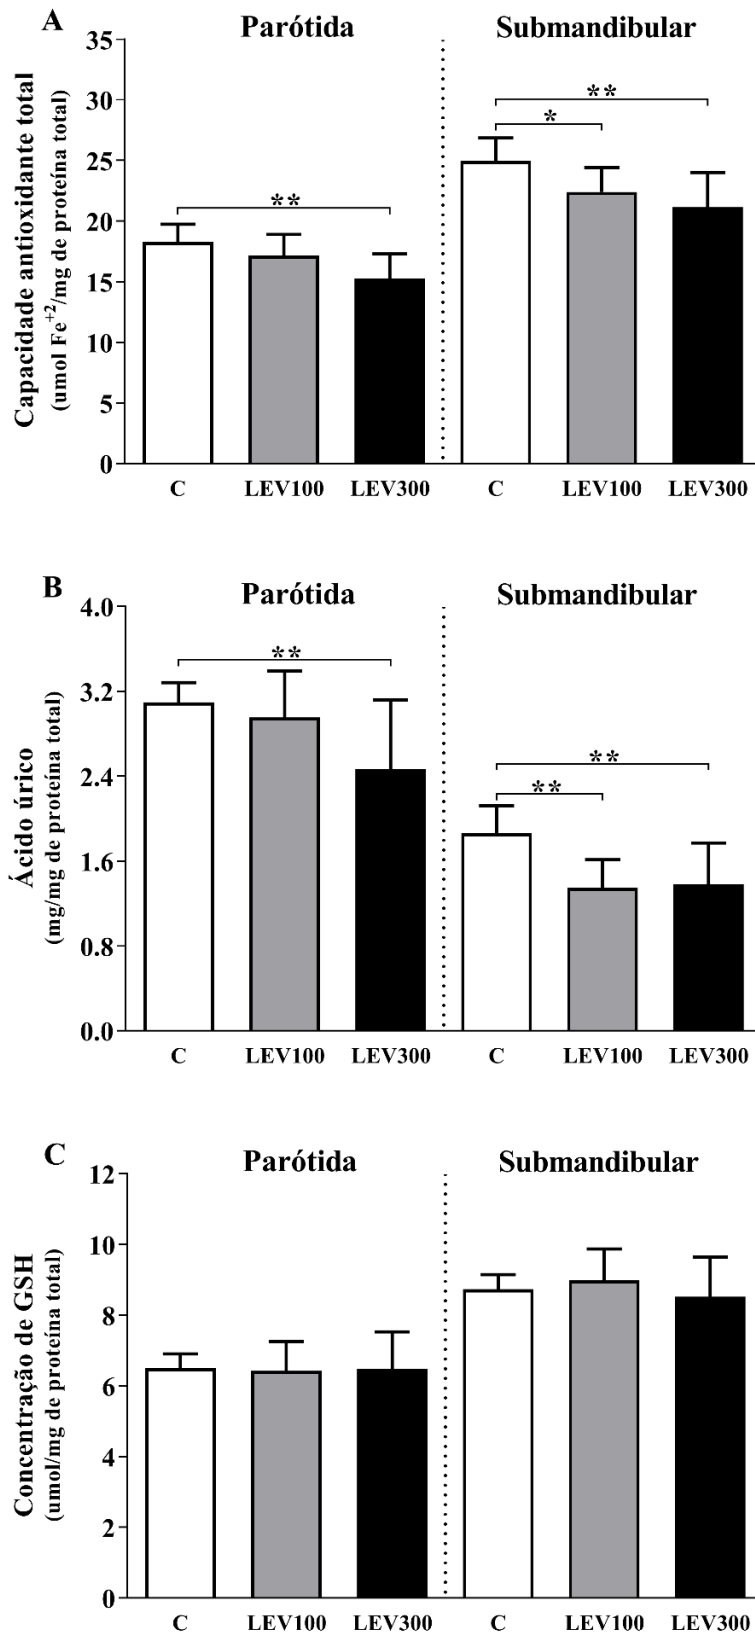 A
Parótida
Submandibular
Capacidade antioxidante total
(umol Fe⁺²/mg de proteína total)
35
30
25
20
15
10
5
0
**
**
*
C
LEV100
LEV300
C
LEV100
LEV300
B
Parótida
Submandibular
Ácido úrico
(mg/mg de proteína total)
4.0
3.2
2.4
1.6
0.8
0.0
**
**
**
C
LEV100
LEV300
C
LEV100
LEV300
C
Parótida
Submandibular
Concentração de GSH
(umol/mg de proteína total)
12
10
8
6
4
2
0
C
LEV100
LEV300
C
LEV100
LEV300